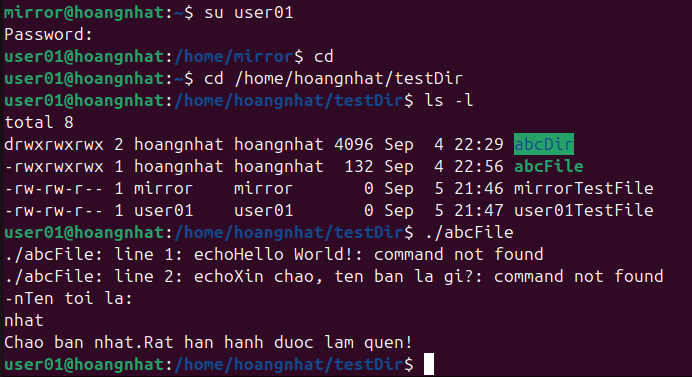 mirror@hoangnhat:~$ su user01
Password:
user01@hoangnhat:/home/mirror$ cd
user01@hoangnhat:~$ cd /home/hoangnhat/testDir
user01@hoangnhat:/home/hoangnhat/testDir$ ls -l
total 8
drwxrwxrwx 2 hoangnhat hoangnhat 4096 Sep  4 22:29 abcDir
-rwxrwxrwx 1 hoangnhat hoangnhat  132 Sep  4 22:56 abcFile
-rw-rw-r-- 1 mirror    mirror       0 Sep  5 21:46 mirrorTestFile
-rw-rw-r-- 1 user01    user01       0 Sep  5 21:47 user01TestFile
user01@hoangnhat:/home/hoangnhat/testDir$ ./abcFile
./abcFile: line 1: echoHello World!: command not found
./abcFile: line 2: echoXin chao, ten ban la gi?: command not found
-nTen toi la:
nhat
Chao ban nhat.Rat han hanh duoc lam quen!
user01@hoangnhat:/home/hoangnhat/testDir$